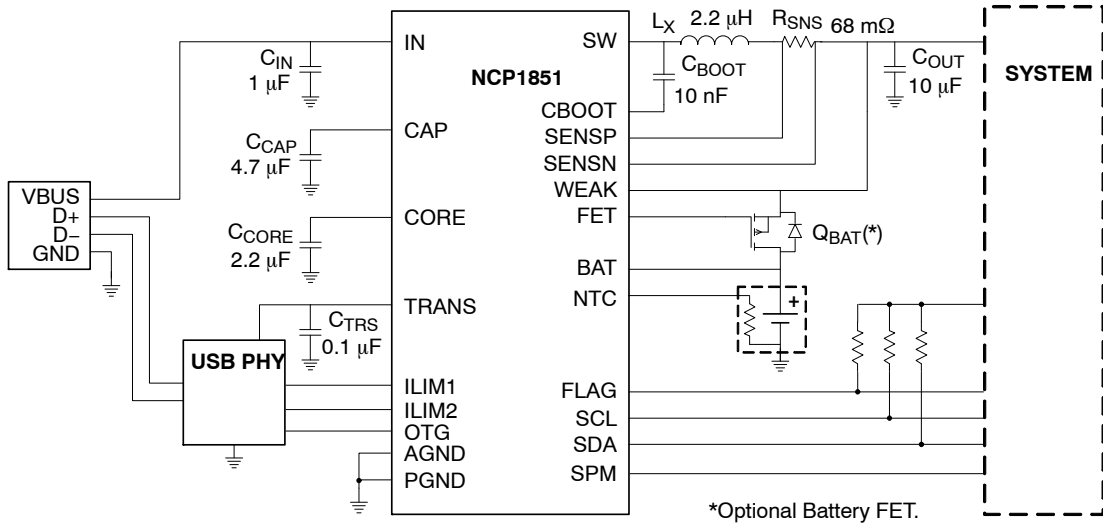 IN
CAP
CORE
TRANS
ILIM1
ILIM2
OTG
AGND
PGND
NCP1851
SW
CBOOT
SENSP
SENSN
WEAK
FET
BAT
NTC
FLAG
SCL
SDA
SPM
CIN
1 μF
CCAP
4.7 μF
CCORE
2.2 μF
CTRS
0.1 μF
VBUS
D+
D−
GND
USB PHY
LX 2.2 μH RSNS 68 mΩ
CBOOT
10 nF
COUT
10 μF
SYSTEM
QBAT(*)
+
*Optional Battery FET.